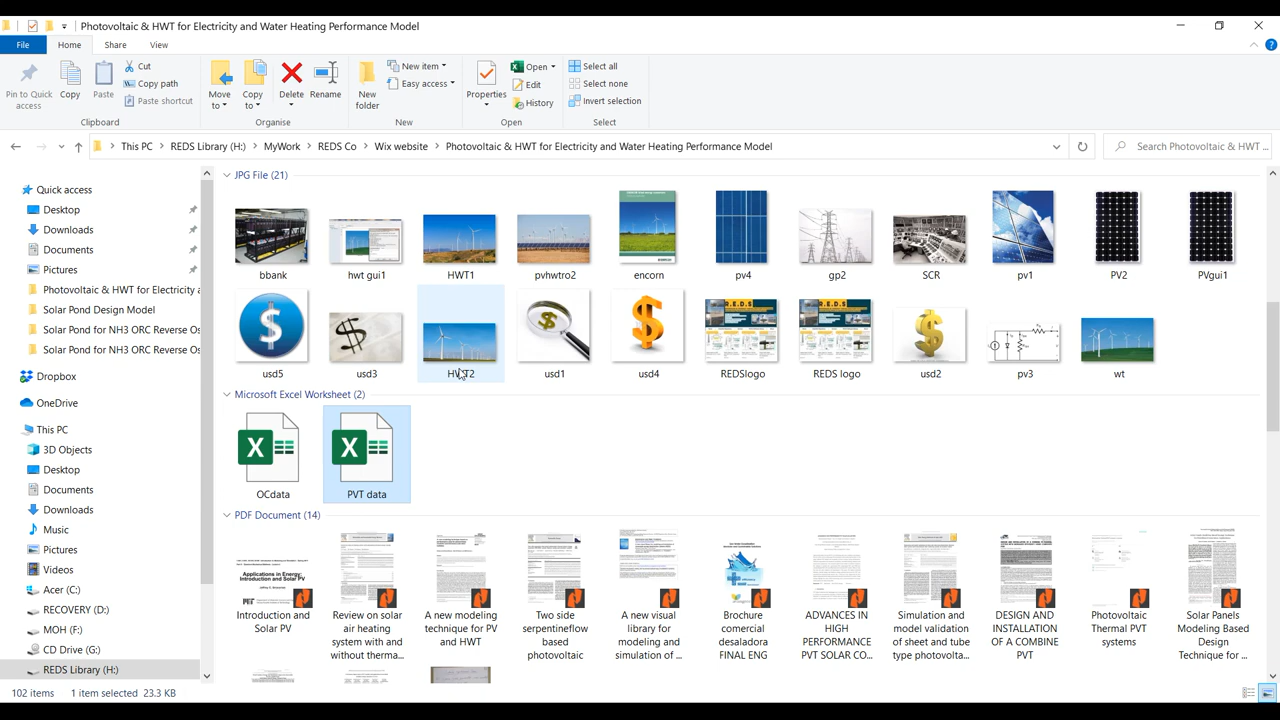 Photovoltaic & HWT for Electricity and Water Heating Performance Model
File
Home
Share
View
Pin to Quick access
Copy
Paste
Cut
Copy path
Paste shortcut
Clipboard
Move to
Copy to
Delete
Rename
Organise
New folder
New item
Easy access
New
Properties
Open
Edit
History
Open
Select all
Select none
Invert selection
Select
This PC
REDS Library (H:)
MyWork
REDS Co
Wix website
Photovoltaic & HWT for Electricity and Water Heating Performance Model
Search Photovoltaic & HWT ...
Quick access
Desktop
Downloads
Documents
Pictures
Photovoltaic & HWT for Electricity a
Solar Pond Design Model
Solar Pond for NH3 ORC Reverse Os
Solar Pond for NH3 ORC Reverse Os
Dropbox
OneDrive
This PC
3D Objects
Desktop
Documents
Downloads
Music
Pictures
Videos
Acer (C:)
RECOVERY (D:)
MOH (F:)
CD Drive (G:)
REDS Library (H:)
JPG File (21)
bbank
hwt gui1
HWT1
pvhwtro2
encorn
pv4
gp2
SCR
pv1
PV2
PVgui1
usd5
usd3
HWT2
usd1
usd4
REDSlogo
REDS logo
usd2
pv3
wt
Microsoft Excel Worksheet (2)
OCdata
PVT data
PDF Document (14)
Applications in Energy:
Introduction and Solar PV
Introduction and
Solar PV
Review on solar
air heating
system with and
without therma...
A new modeling
technique for PV
and HWT
Two side
serpentineflow
based
photovoltaic
A new visual
library for
modeling and
simulation of ...
Brochure
comercial
desaladora
FINAL ENG
ADVANCES IN
HIGH
PERFORMANCE
PVT SOLAR CO...
Simulation and
model validation
of sheet and tube
type photovolta...
DESIGN AND
INSTALLATION
OF A COMBINE
PVT
Photovoltaic
Thermal PVT
systems
Solar Panels
Modeling Based
Design
Technique for ...
102 items
1 item selected 23.3 KB